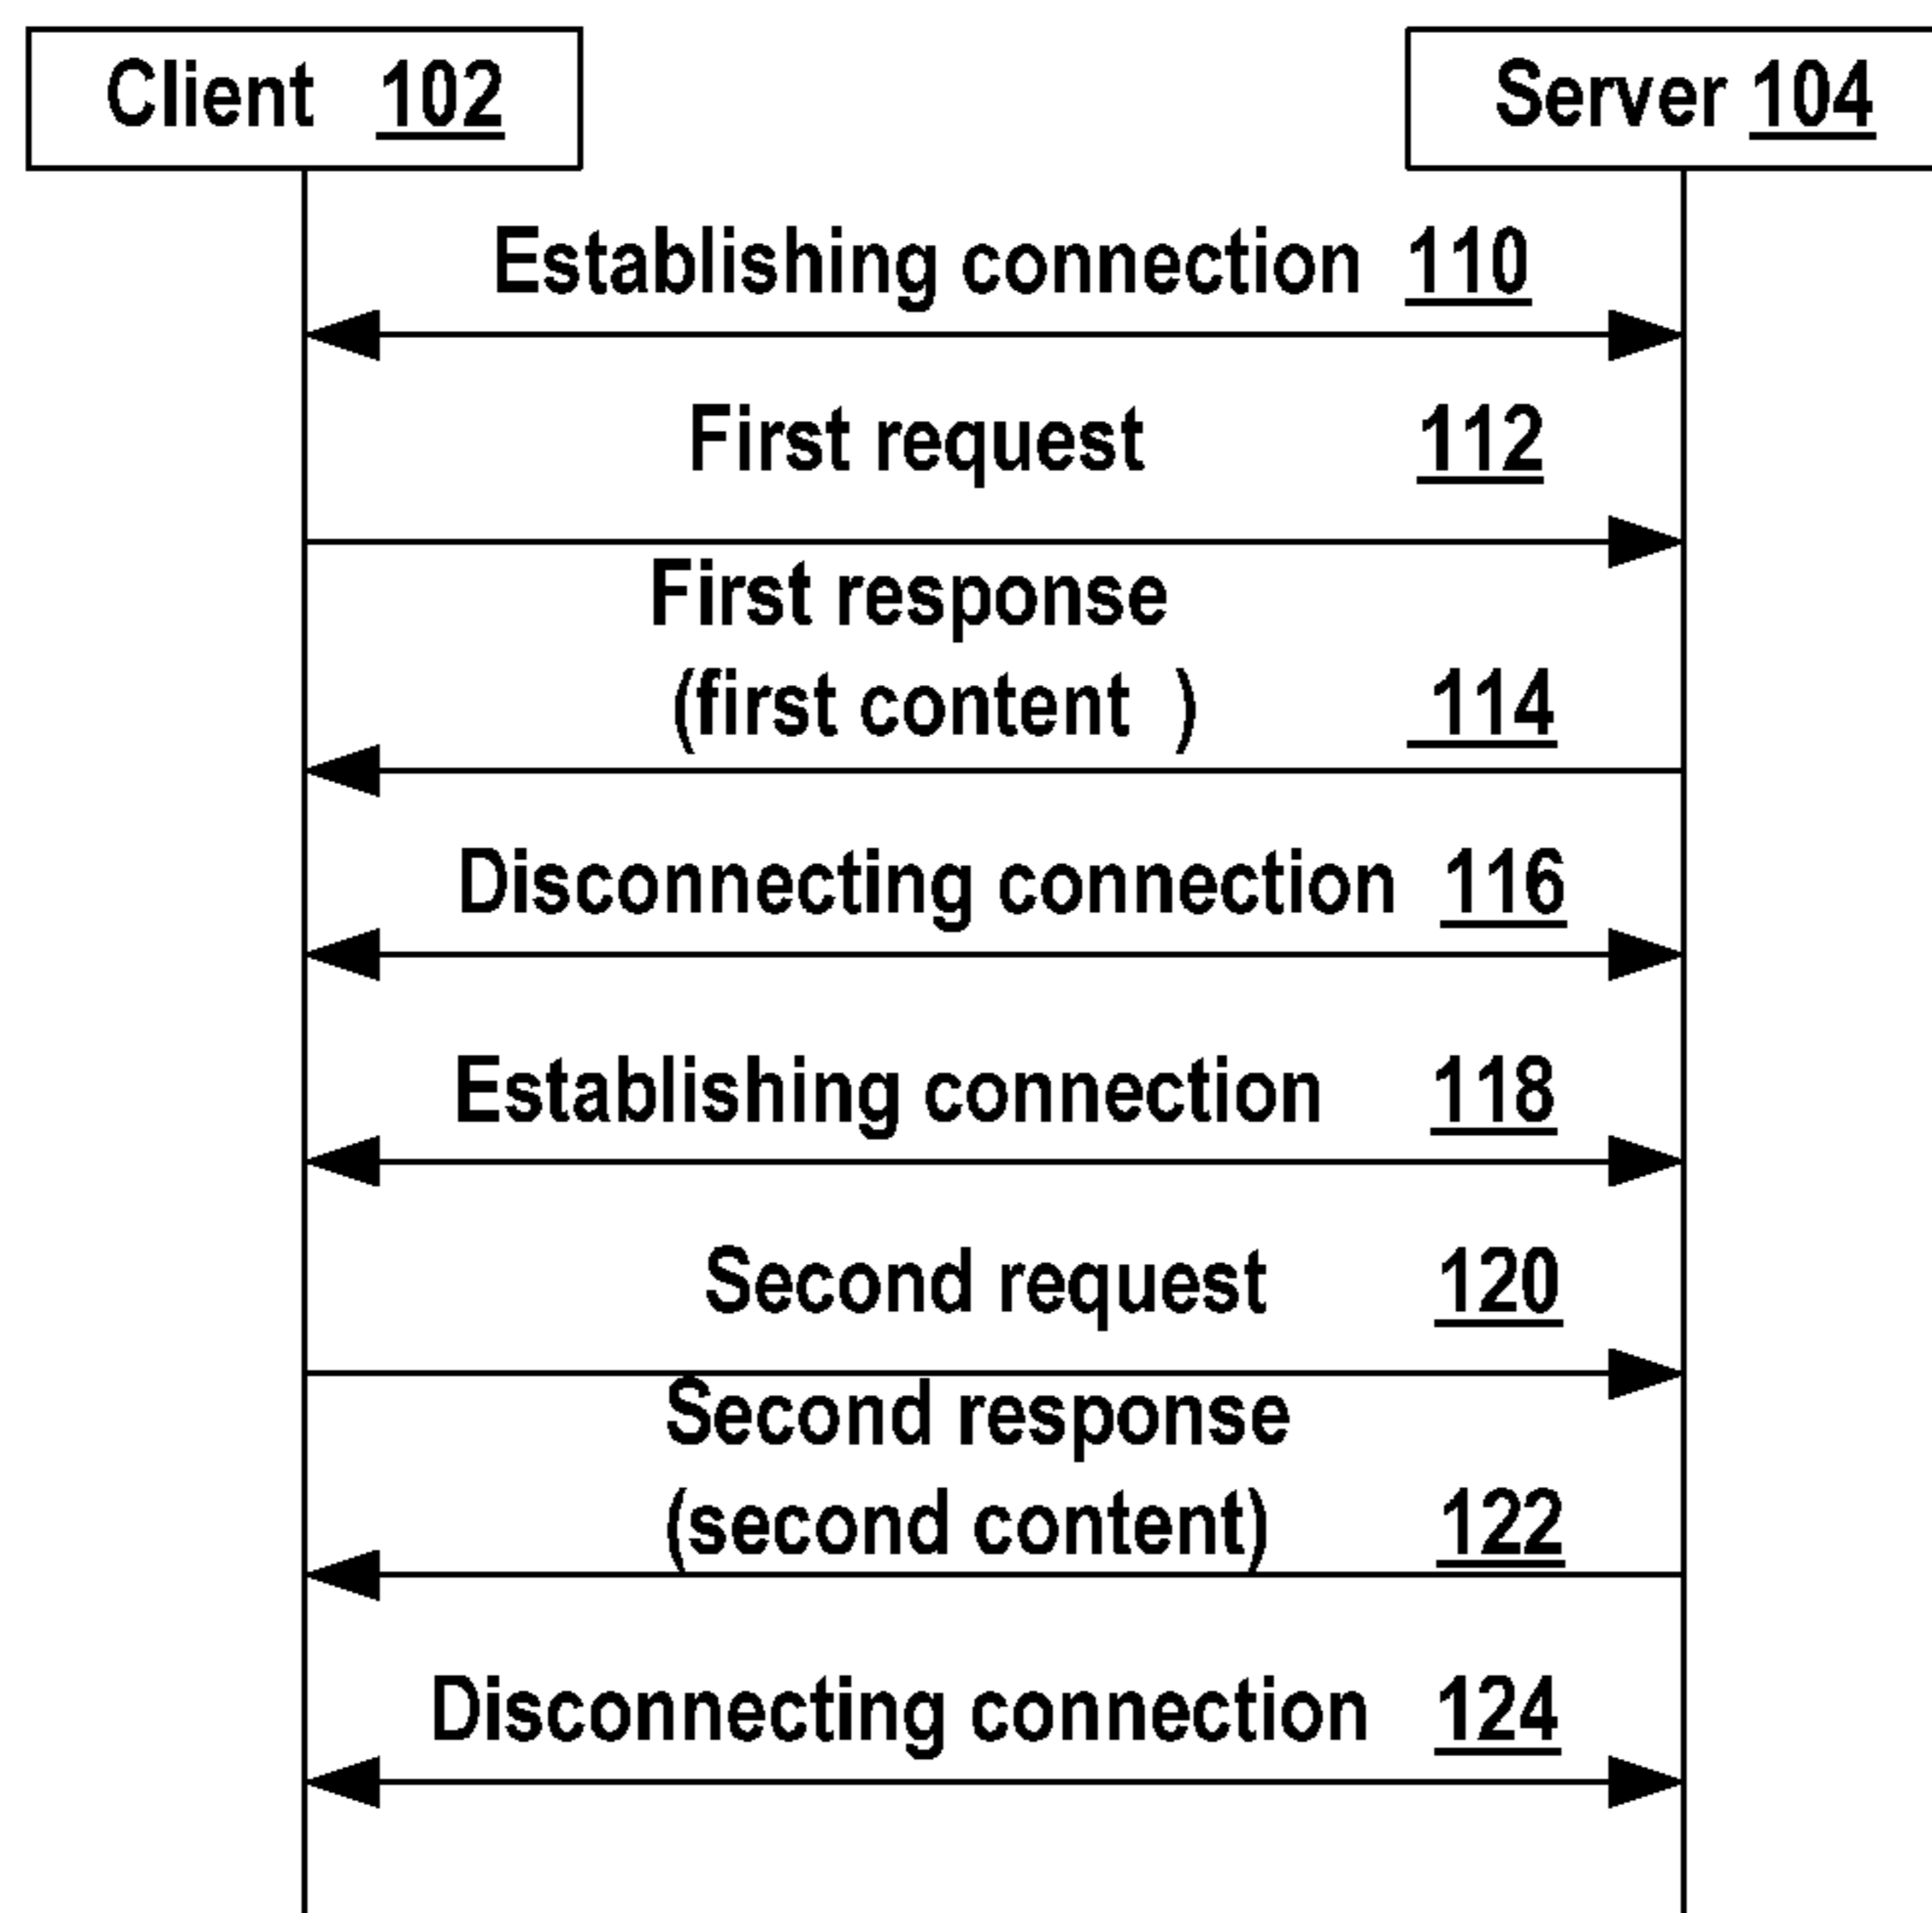 Client 102
Server 104
Establishing connection 110
First request 112
First response
(first content ) 114
Disconnecting connection 116
Establishing connection 118
Second request 120
Second response
(second content) 122
Disconnecting connection 124